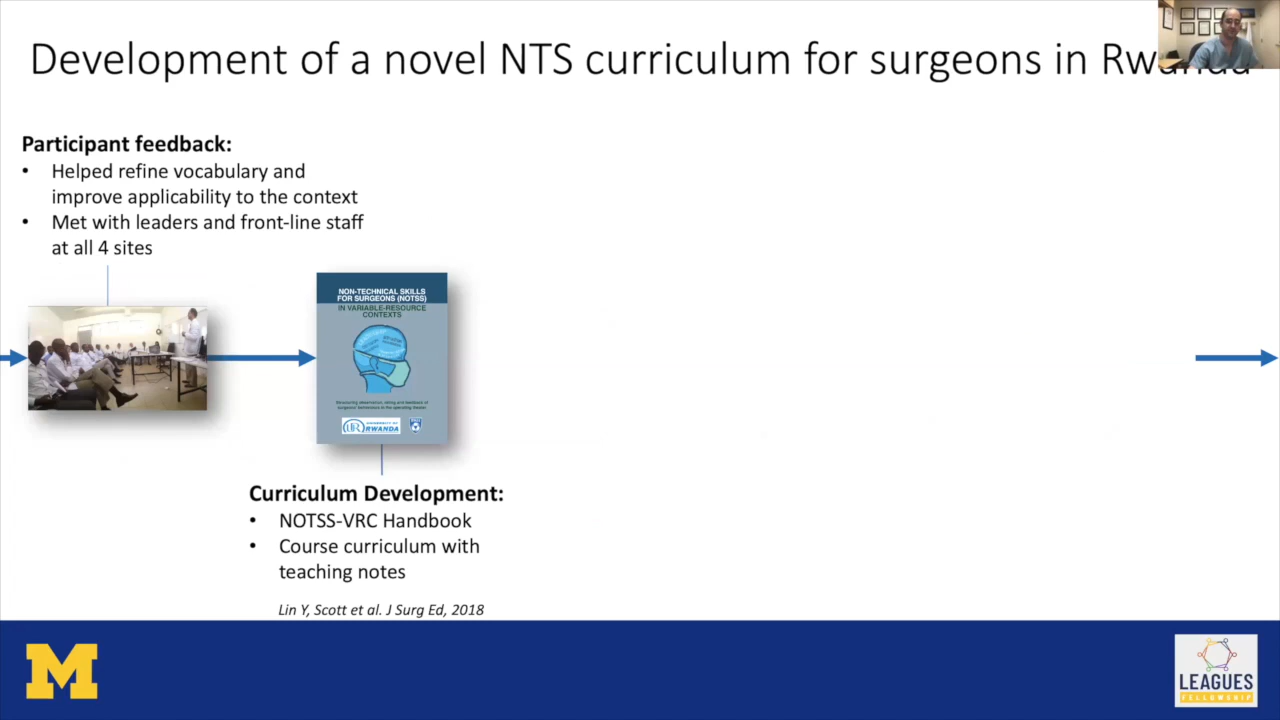 Development of a novel NTS curriculum for surgeons in Rwanda
Participant feedback:
• Helped refine vocabulary and
improve applicability to the context
• Met with leaders and front-line staff
at all 4 sites
NON-TECHNICAL SKILLS
FOR SURGEONS (NOTSS)
IN VARIABLE-RESOURCE
CONTEXTS
UNIVERSITY of
RWANDA
Curriculum Development:
• NOTSS-VRC Handbook
• Course curriculum with
teaching notes
Lin Y, Scott et al. J Surg Ed, 2018
M
LEAGUES
FELLOWSHIP